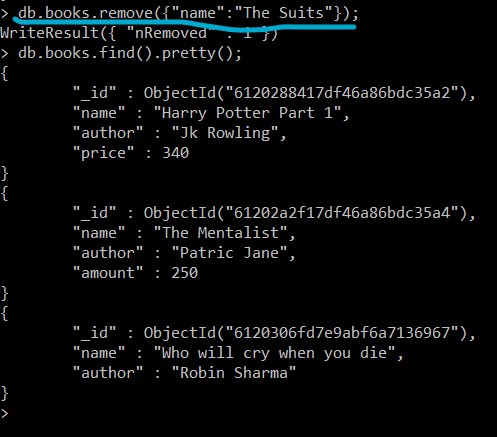 > db.books.remove({"name":"The Suits"});
WriteResult({ "nRemoved" : 1 })
> db.books.find().pretty();
{
        "_id" : ObjectId("6120288417df46a86bdc35a2"),
        "name" : "Harry Potter Part 1",
        "author" : "Jk Rowling",
        "price" : 340
}
{
        "_id" : ObjectId("61202a2f17df46a86bdc35a4"),
        "name" : "The Mentalist",
        "author" : "Patric Jane",
        "amount" : 250
}
{
        "_id" : ObjectId("6120306fd7e9abf6a7136967"),
        "name" : "Who will cry when you die",
        "author" : "Robin Sharma"
}
>